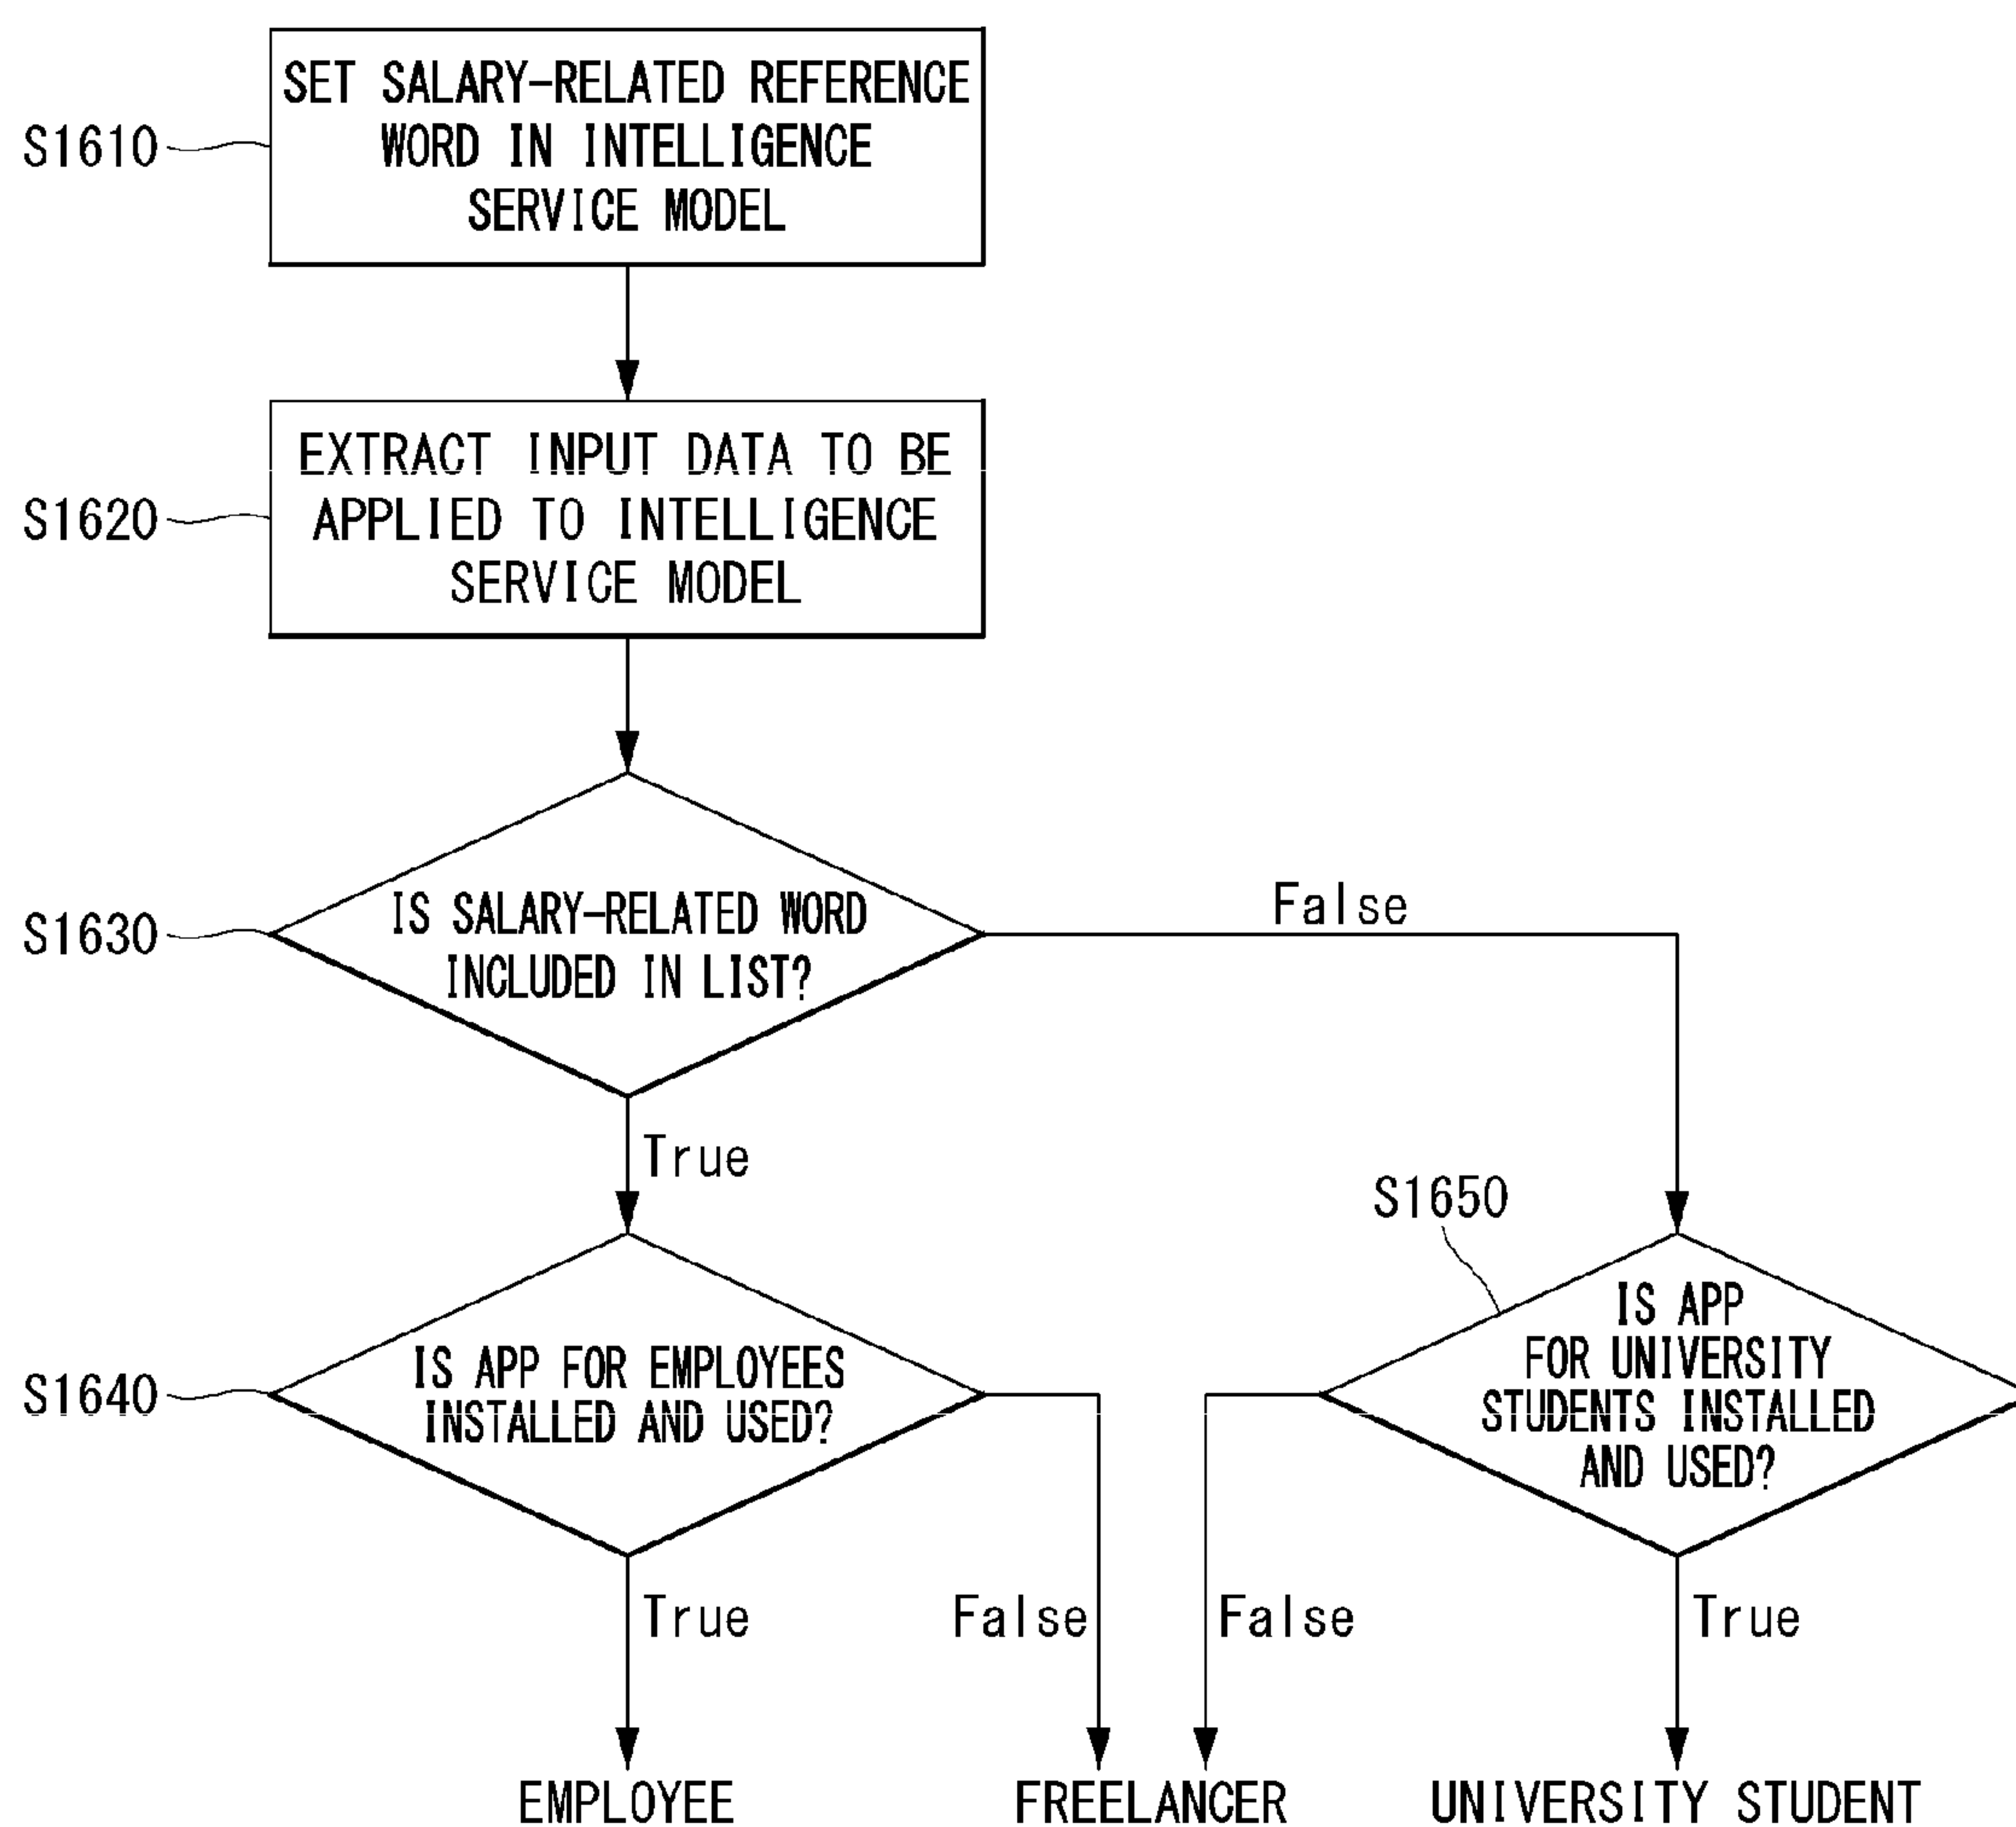 S1610
SET SALARY-RELATED REFERENCE
WORD IN INTELLIGENCE
SERVICE MODEL
S1620
EXTRACT INPUT DATA TO BE
APPLIED TO INTELLIGENCE
SERVICE MODEL
S1630
IS SALARY-RELATED WORD
INCLUDED IN LIST?
False
True
S1640
IS APP FOR EMPLOYEES
INSTALLED AND USED?
S1650
IS APP
FOR UNIVERSITY
STUDENTS INSTALLED
AND USED?
True
False
False
True
EMPLOYEE
FREELANCER
UNIVERSITY STUDENT